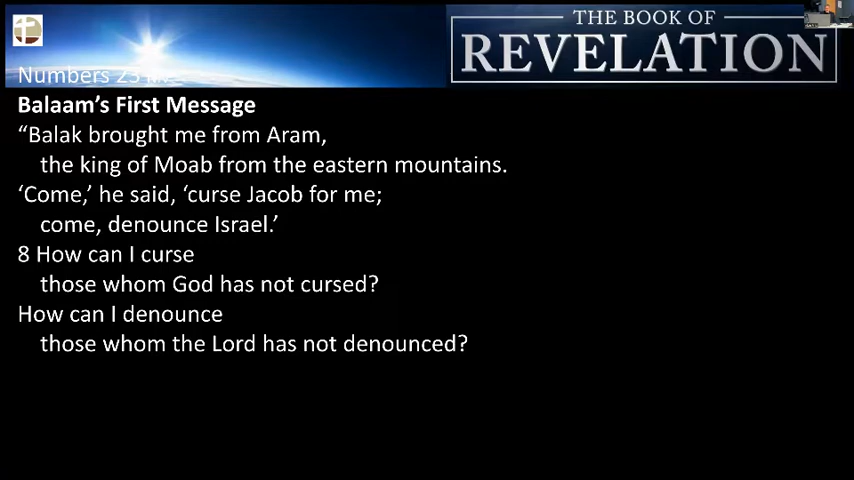 THE BOOK OF
REVELATION
Numbers 23
Balaam’s First Message
“Balak brought me from Aram,
the king of Moab from the eastern mountains.
‘Come,’ he said, ‘curse Jacob for me;
come, denounce Israel.’
8 How can I curse
those whom God has not cursed?
How can I denounce
those whom the Lord has not denounced?